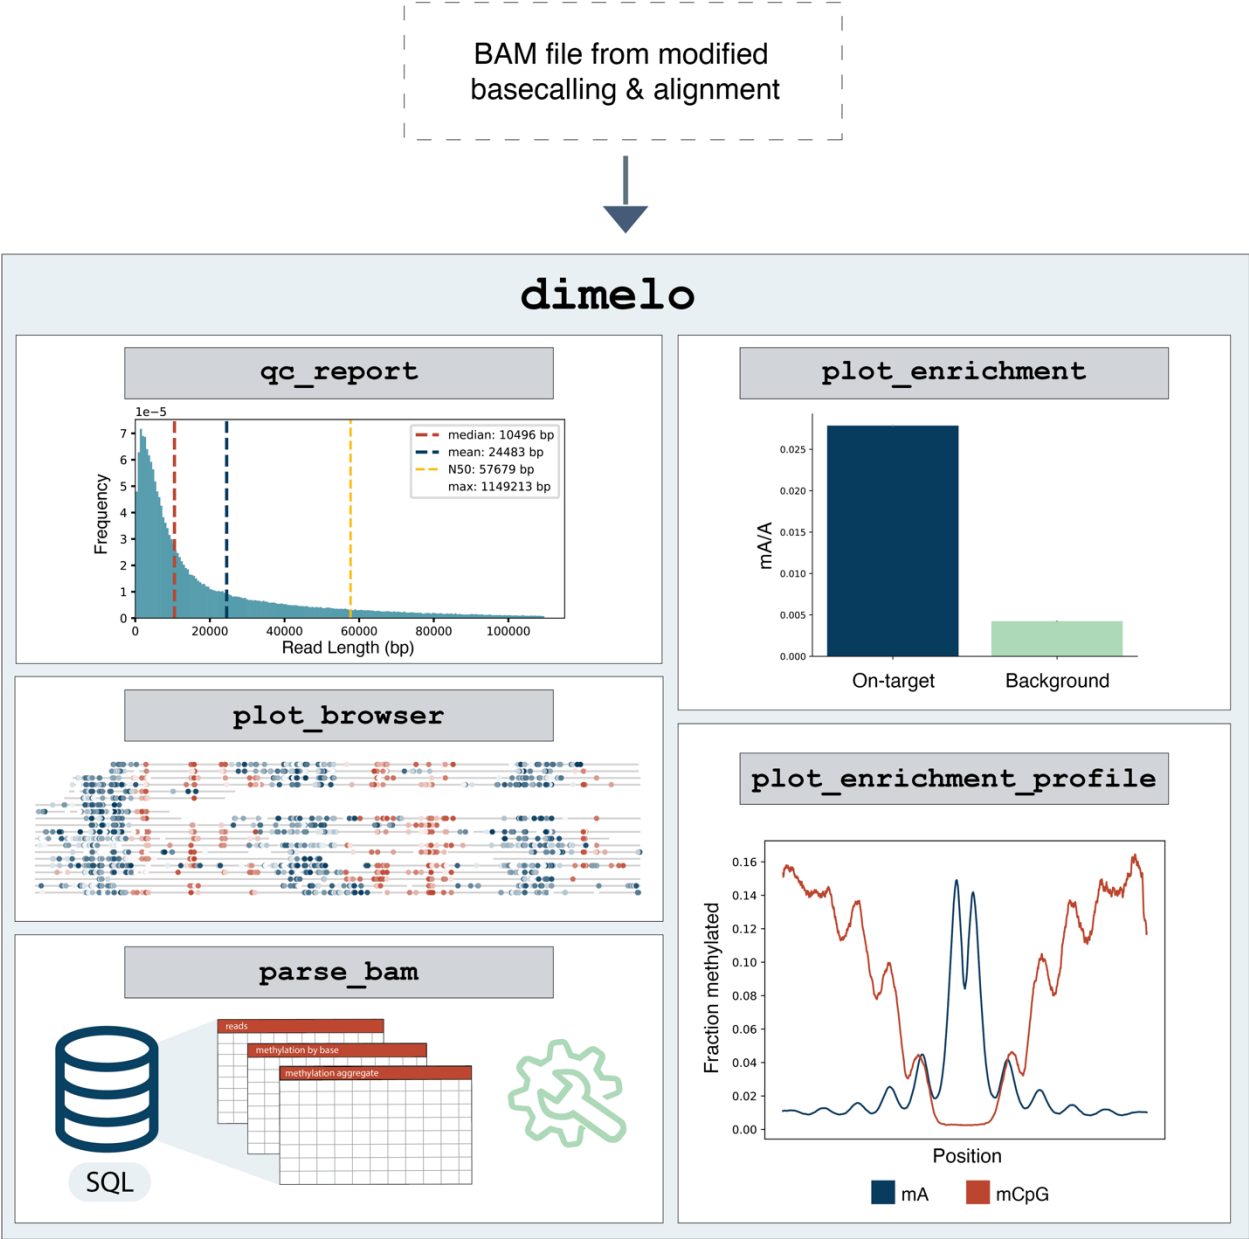 BAM file from modified
basecalling & alignment
dimelo
qc_report
1e−5
7
6
5
4
3
2
1
0
Frequency
median: 10496 bp
mean: 24483 bp
N50: 57679 bp
max: 1149213 bp
0 20000 40000 60000 80000 100000
Read Length (bp)
plot_browser
parse_bam
SQL
reads
methylation by base
methylation aggregate
plot_enrichment
0.025
0.020
0.015
0.010
0.005
0.000
mA/A
On-target Background
plot_enrichment_profile
0.16
0.14
0.12
0.10
0.08
0.06
0.04
0.02
0.00
Fraction methylated
Position
mA mCpG